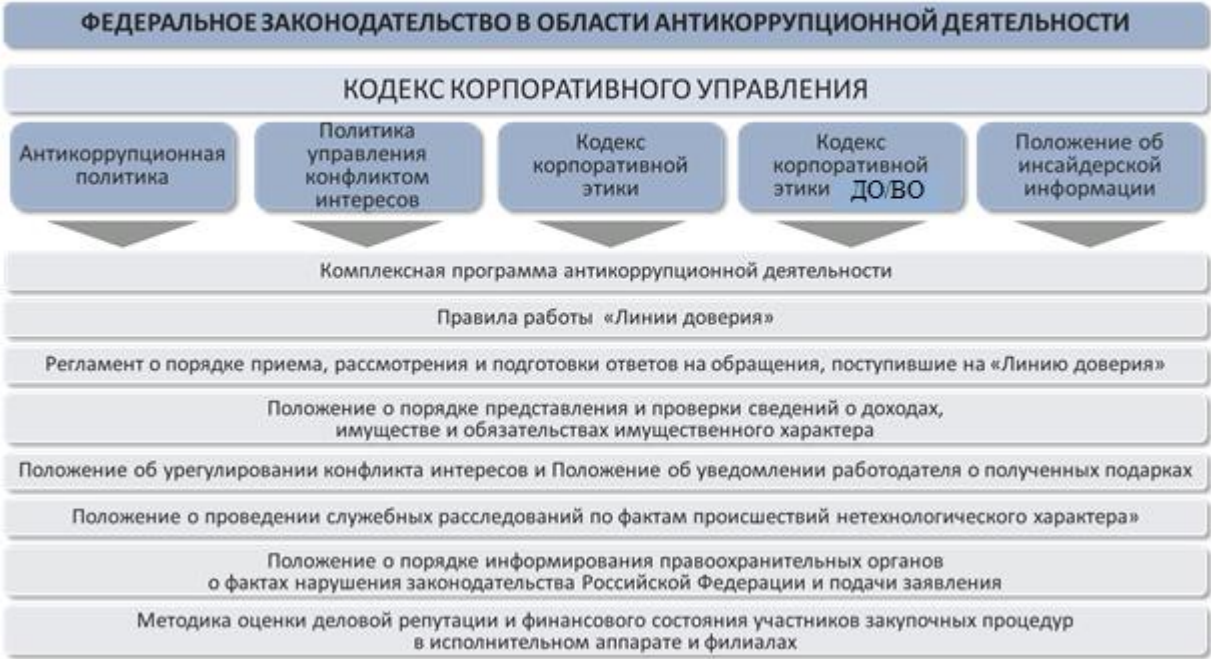 ФЕДЕРАЛЬНОЕ ЗАКОНОДАТЕЛЬСТВО В ОБЛАСТИ АНТИКОРРУПЦИОННОЙ ДЕЯТЕЛЬНОСТИ
КОДЕКС КОРПОРАТИВНОГО УПРАВЛЕНИЯ
Антикоррупционная
политика
Политика
управления
конфликтом
интересов
Кодекс
корпоративной
этики
Кодекс
корпоративной
этики ДО/ВО
Положение об
инсайдерской
информации
Комплексная программа антикоррупционной деятельности
Правила работы «Линии доверия»
Регламент о порядке приема, рассмотрения и подготовки ответов на обращения, поступившие на «Линию доверия»
Положение о порядке представления и проверки сведений о доходах,
имуществе и обязательствах имущественного характера
Положение об урегулировании конфликта интересов и Положение об уведомлении работодателя о полученных подарках
Положение о проведении служебных расследований по фактам происшествий нетехнологического характера»
Положение о порядке информирования правоохранительных органов
о фактах нарушения законодательства Российской Федерации и подачи заявления
Методика оценки деловой репутации и финансового состояния участников закупочных процедур
в исполнительном аппарате и филиалах